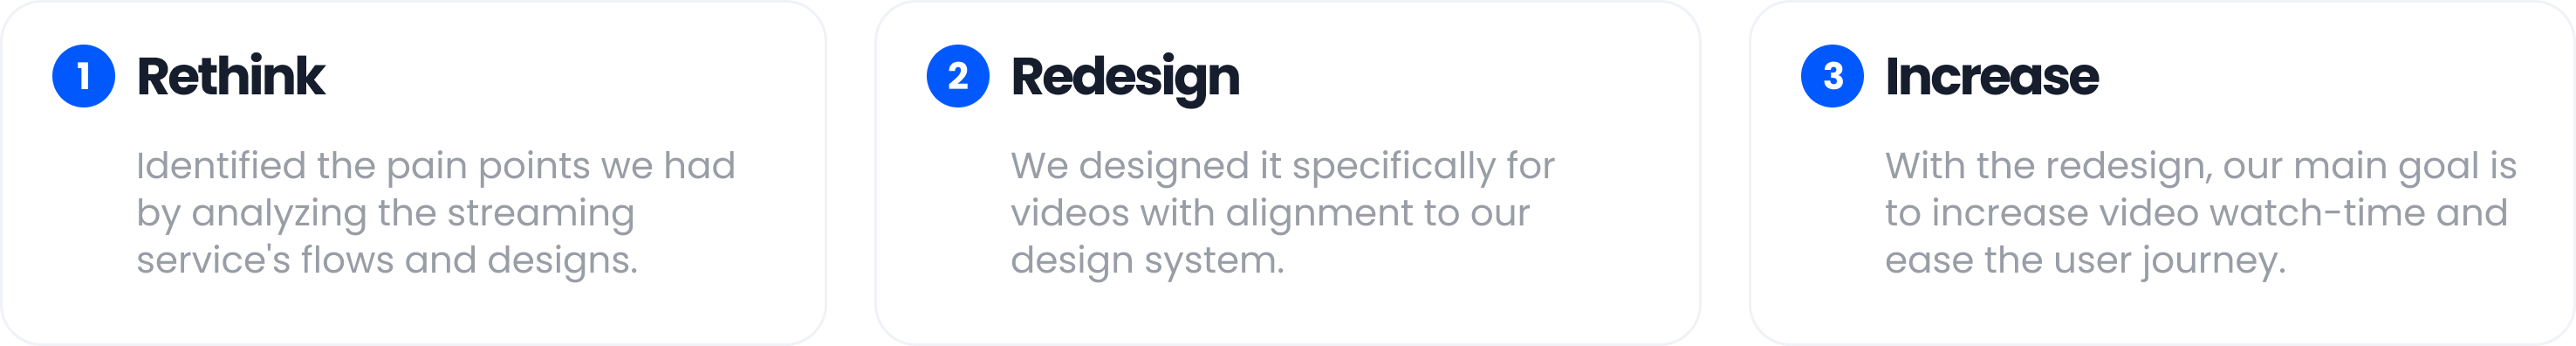 1 Rethink
Identified the pain points we had
by analyzing the streaming
service's flows and designs.
2 Redesign
We designed it specifically for
videos with alignment to our
design system.
3 Increase
With the redesign, our main goal is
to increase video watch-time and
ease the user journey.